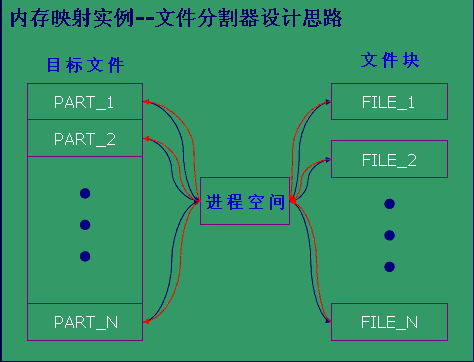 内存映射实例--文件分割器设计思路
目标文件
文件块
PART_1
FILE_1
PART_2
FILE_2
进程空间
PART_N
FILE_N